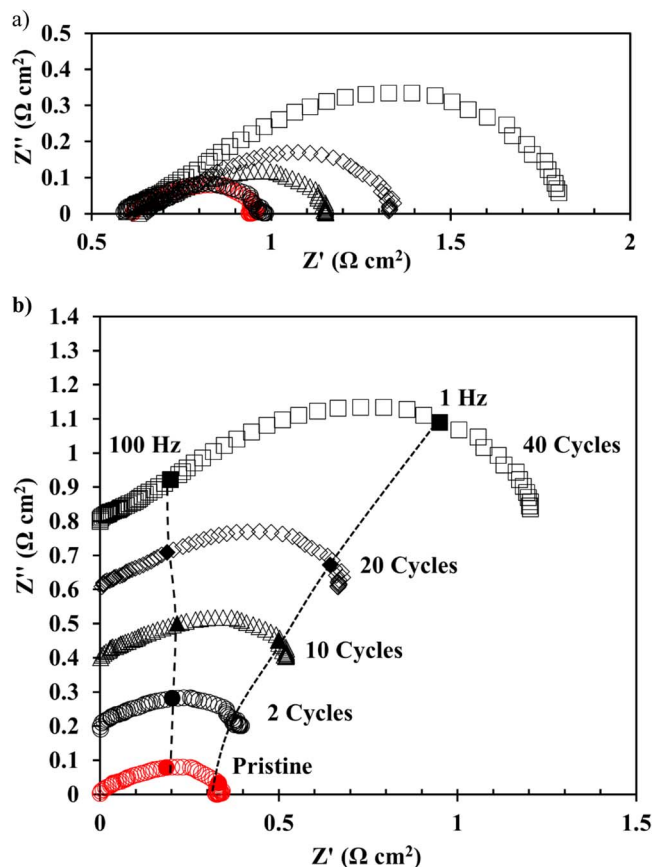 a)
0.5
0.4
0.3
0.2
0.1
0
0.5 1 1.5 2
Z'' (Ω cm²)
Z' (Ω cm²)
b)
1.4
1.3
1.2
1.1
1
0.9
0.8
0.7
0.6
0.5
0.4
0.3
0.2
0.1
0
0 0.5 1 1.5
Z'' (Ω cm²)
Z' (Ω cm²)
1 Hz
100 Hz
40 Cycles
20 Cycles
10 Cycles
2 Cycles
Pristine